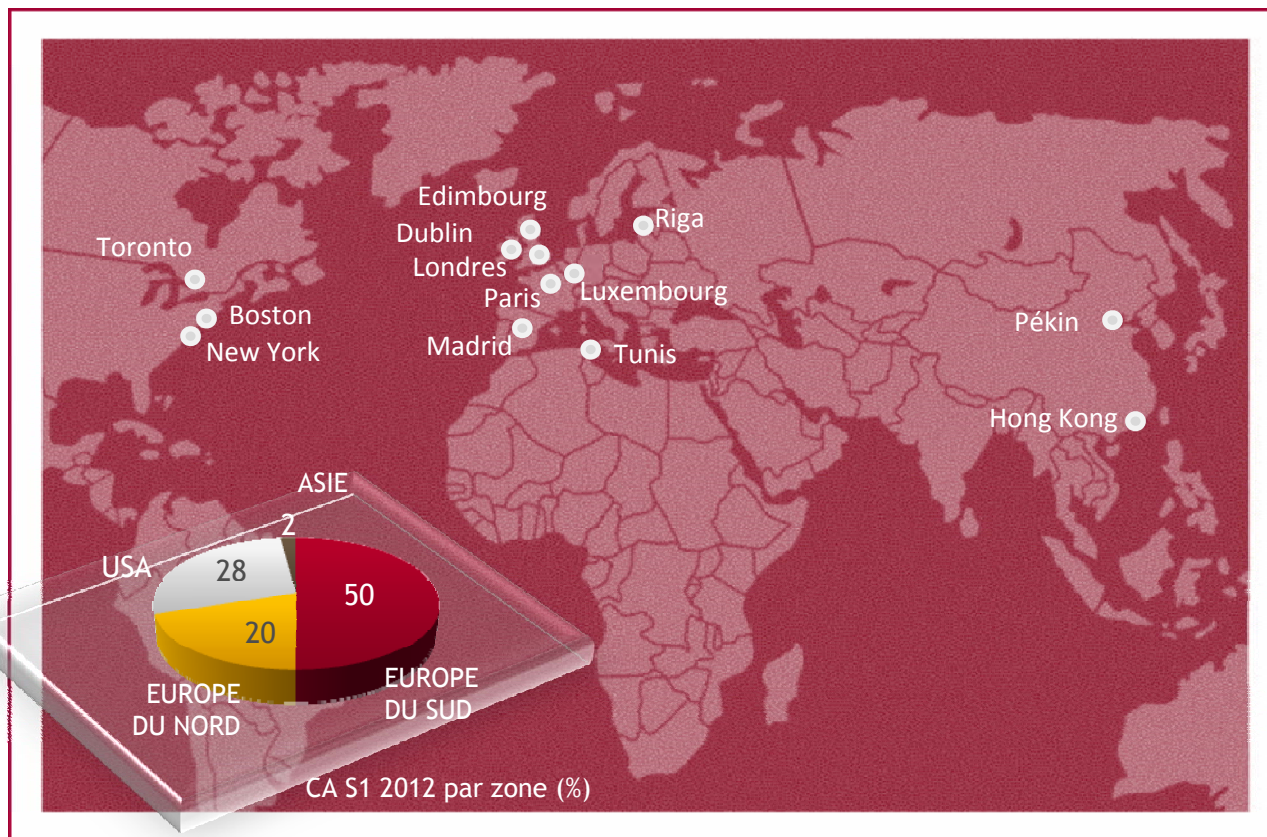 Edimbourg
Riga
Dublin
Toronto
Londres
Paris
Luxembourg
Boston
Pékin
Madrid
New York
Tunis
Hong Kong
ASIE
2
USA
28
50
20
EUROPE
DU NORD
EUROPE
DU SUD
CA S1 2012 par zone (%)